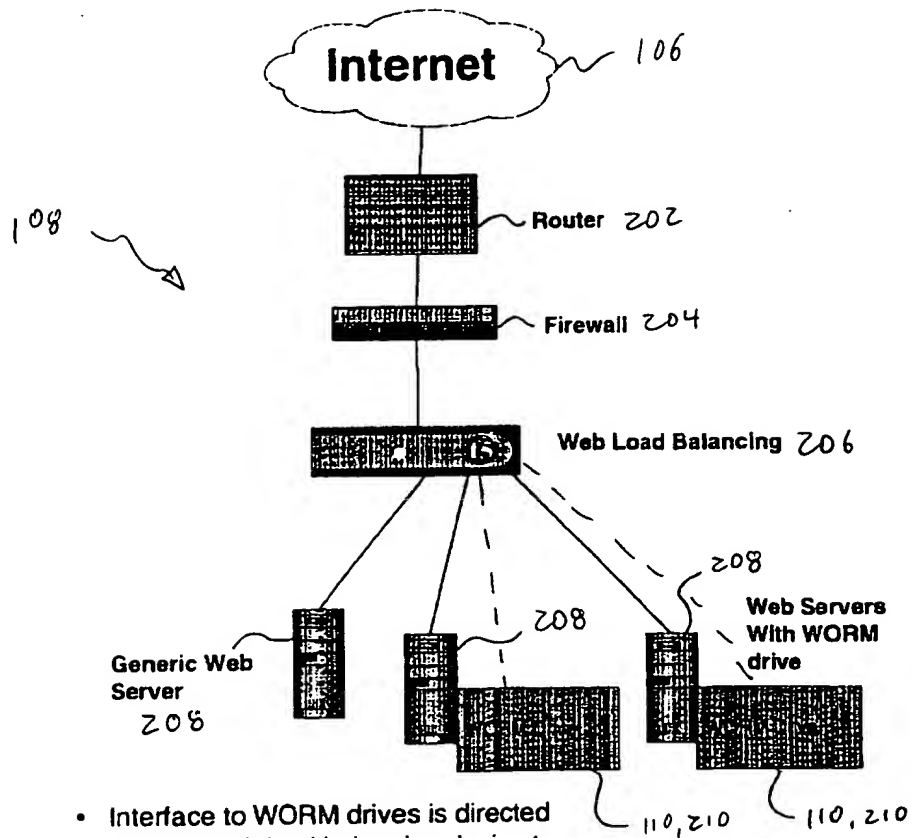 Internet
106
108
Router 202
Firewall 204
Web Load Balancing 206
208
208
Web Servers
With WORM
drive
Generic Web
Server
208
• Interface to WORM drives is directed
110, 210
110, 210